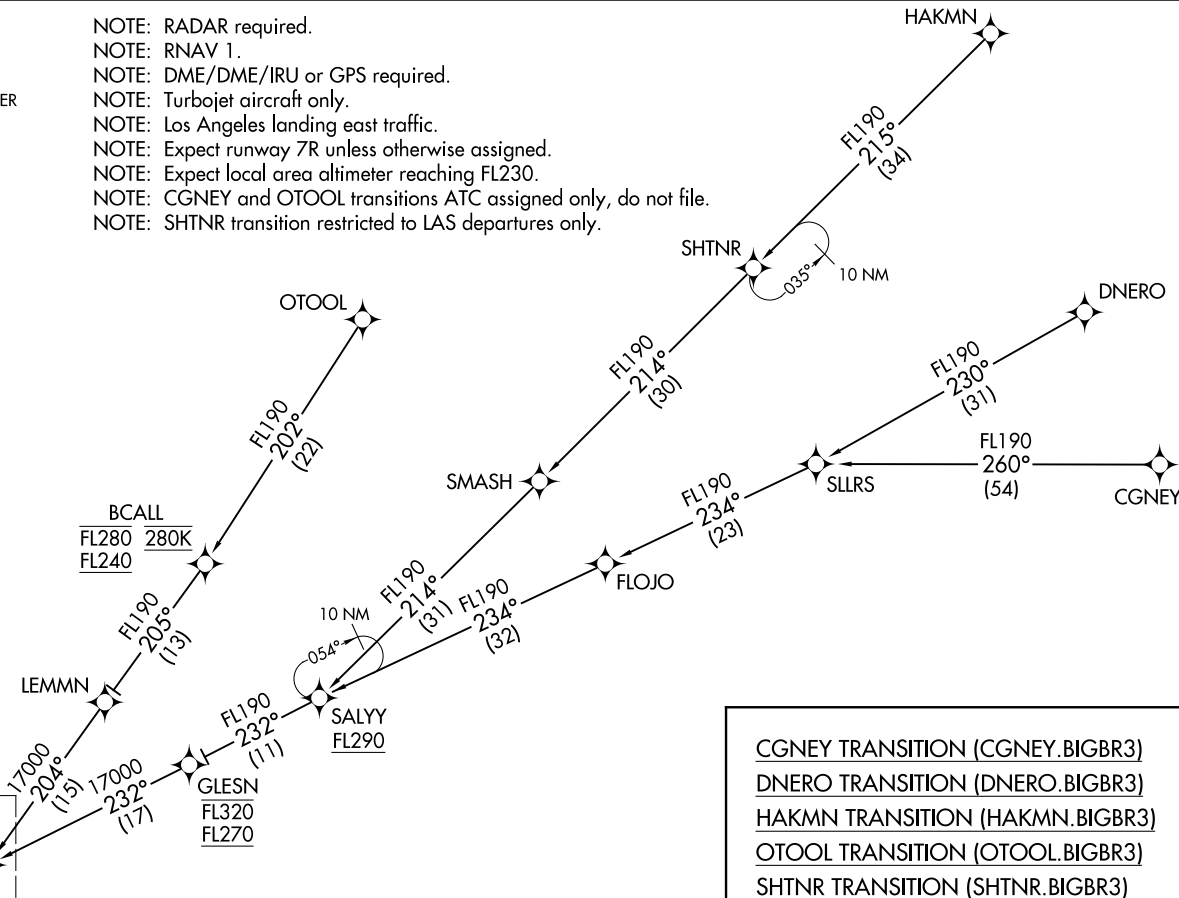 NOTE: RADAR required.
NOTE: RNAV 1.
NOTE: DME/DME/IRU or GPS required.
ER
NOTE: Turbojet aircraft only.
NOTE: Los Angeles landing east traffic.
NOTE: Expect runway 7R unless otherwise assigned.
NOTE: Expect local area altimeter reaching FL230.
NOTE: CGNEY and OTOOL transitions ATC assigned only, do not file.
NOTE: SHTNR transition restricted to LAS departures only.
HAKMN
FL190
215°
(34)
SHTNR
035°
10 NM
OTOOL
DNERO
FL190
214°
(30)
FL190
230°
(31)
FL190
202°
(22)
FL190
260°
(54)
CGNEY
SLLRS
SMASH
FL190
234°
(23)
BCALL
FL280 280K
FL240
FLOJO
FL190
214°
(31)
FL190
234°
(32)
FL190
205°
(13)
10 NM
054°
LEMMN
SALYY
FL290
FL190
232°
(11)
17000
204°
(15)
GLESN
FL320
FL270
17000
232°
(17)
CGNEY TRANSITION (CGNEY.BIGBR3)
DNERO TRANSITION (DNERO.BIGBR3)
HAKMN TRANSITION (HAKMN.BIGBR3)
OTOOL TRANSITION (OTOOL.BIGBR3)
SHTNR TRANSITION (SHTNR.BIGBR3)